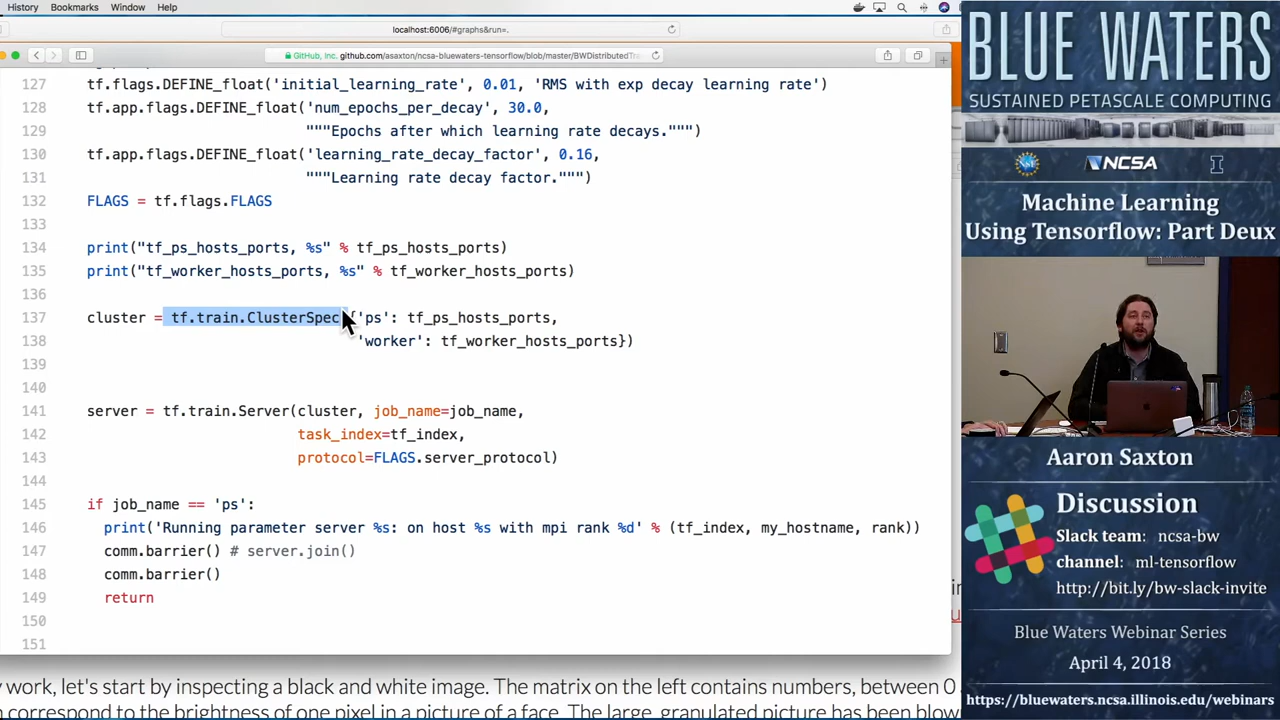 History Bookmarks Window Help
localhost:6006/#graphs&run=.
GitHub, Inc. github.com/asaxton/ncsa-bluewaters-tensorflow/blob/master/BWDistributedTra
127 tf.flags.DEFINE_float('initial_learning_rate', 0.01, 'RMS with exp decay learning rate')
128 tf.app.flags.DEFINE_float('num_epochs_per_decay', 30.0,
129 """Epochs after which learning rate decays.""")
130 tf.app.flags.DEFINE_float('learning_rate_decay_factor', 0.16,
131 """Learning rate decay factor.""")
132 FLAGS = tf.flags.FLAGS
133
134 print("tf_ps_hosts_ports, %s" % tf_ps_hosts_ports)
135 print("tf_worker_hosts_ports, %s" % tf_worker_hosts_ports)
136
137 cluster = tf.train.ClusterSpec({'ps': tf_ps_hosts_ports,
138 'worker': tf_worker_hosts_ports})
139
140
141 server = tf.train.Server(cluster, job_name=job_name,
142 task_index=tf_index,
143 protocol=FLAGS.server_protocol)
144
145 if job_name == 'ps':
146 print('Running parameter server %s: on host %s with mpi rank %d' % (tf_index, my_hostname, rank))
147 comm.barrier() # server.join()
148 comm.barrier()
149 return
150
151
y work, let's start by inspecting a black and white image. The matrix on the left contains numbers, between 0
correspond to the brightness of one pixel in a picture of a face. The large, granulated picture has been blow
BLUE WATERS
SUSTAINED PETASCALE COMPUTING
NCSA
Machine Learning
Using Tensorflow: Part Deux
Aaron Saxton
Discussion
Slack team: ncsa-bw
channel: ml-tensorflow
http://bit.ly/bw-slack-invite
Blue Waters Webinar Series
April 4, 2018
https://bluewaters.ncsa.illinois.edu/webinars